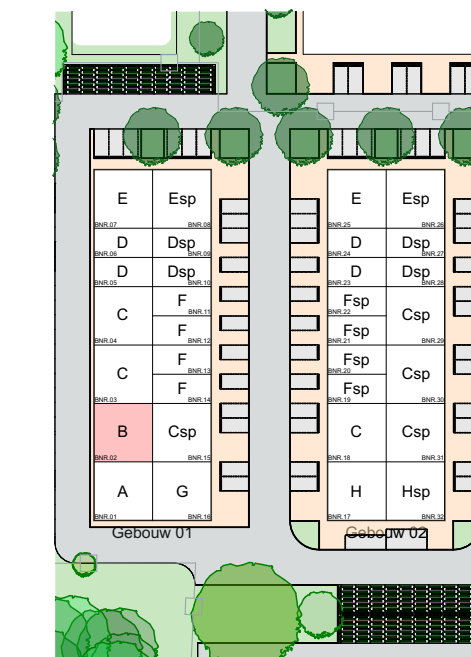 E Esp
BNR.07 BNR.08
D Dsp
BNR.06 BNR.09
D Dsp
BNR.05 BNR.10
F
BNR.11
C
F
BNR.04 BNR.12
F
BNR.13
C
F
BNR.03 BNR.14
B Csp
BNR.02 BNR.15
A G
BNR.01 BNR.16
Gebouw 01
E Esp
BNR.25 BNR.26
D Dsp
BNR.24 BNR.27
D Dsp
BNR.23 BNR.28
Fsp
BNR.22
Csp
Fsp
BNR.21 BNR.29
Fsp
BNR.20
Csp
Fsp
BNR.19 BNR.30
C Csp
BNR.18 BNR.31
H Hsp
BNR.17 BNR.32
Gebouw 02